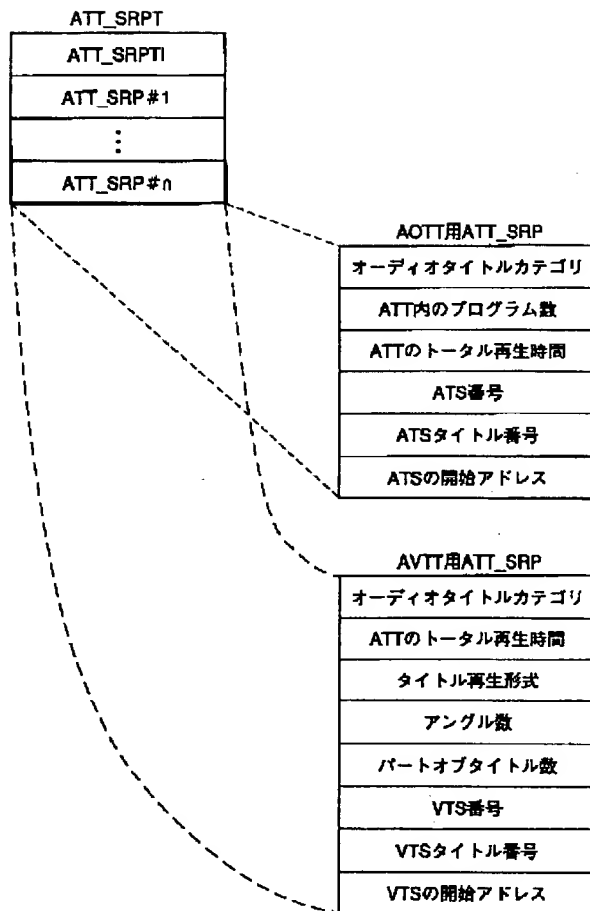 ATT_SRPT
ATT_SRPTI
ATT_SRP#1
⋮
ATT_SRP#n
AOTT用ATT_SRP
オーディオタイトルカテゴリ
ATT内のプログラム数
ATTのトータル再生時間
ATS番号
ATSタイトル番号
ATSの開始アドレス
AVTT用ATT_SRP
オーディオタイトルカテゴリ
ATTのトータル再生時間
タイトル再生形式
アングル数
パートオブタイトル数
VTS番号
VTSタイトル番号
VTSの開始アドレス